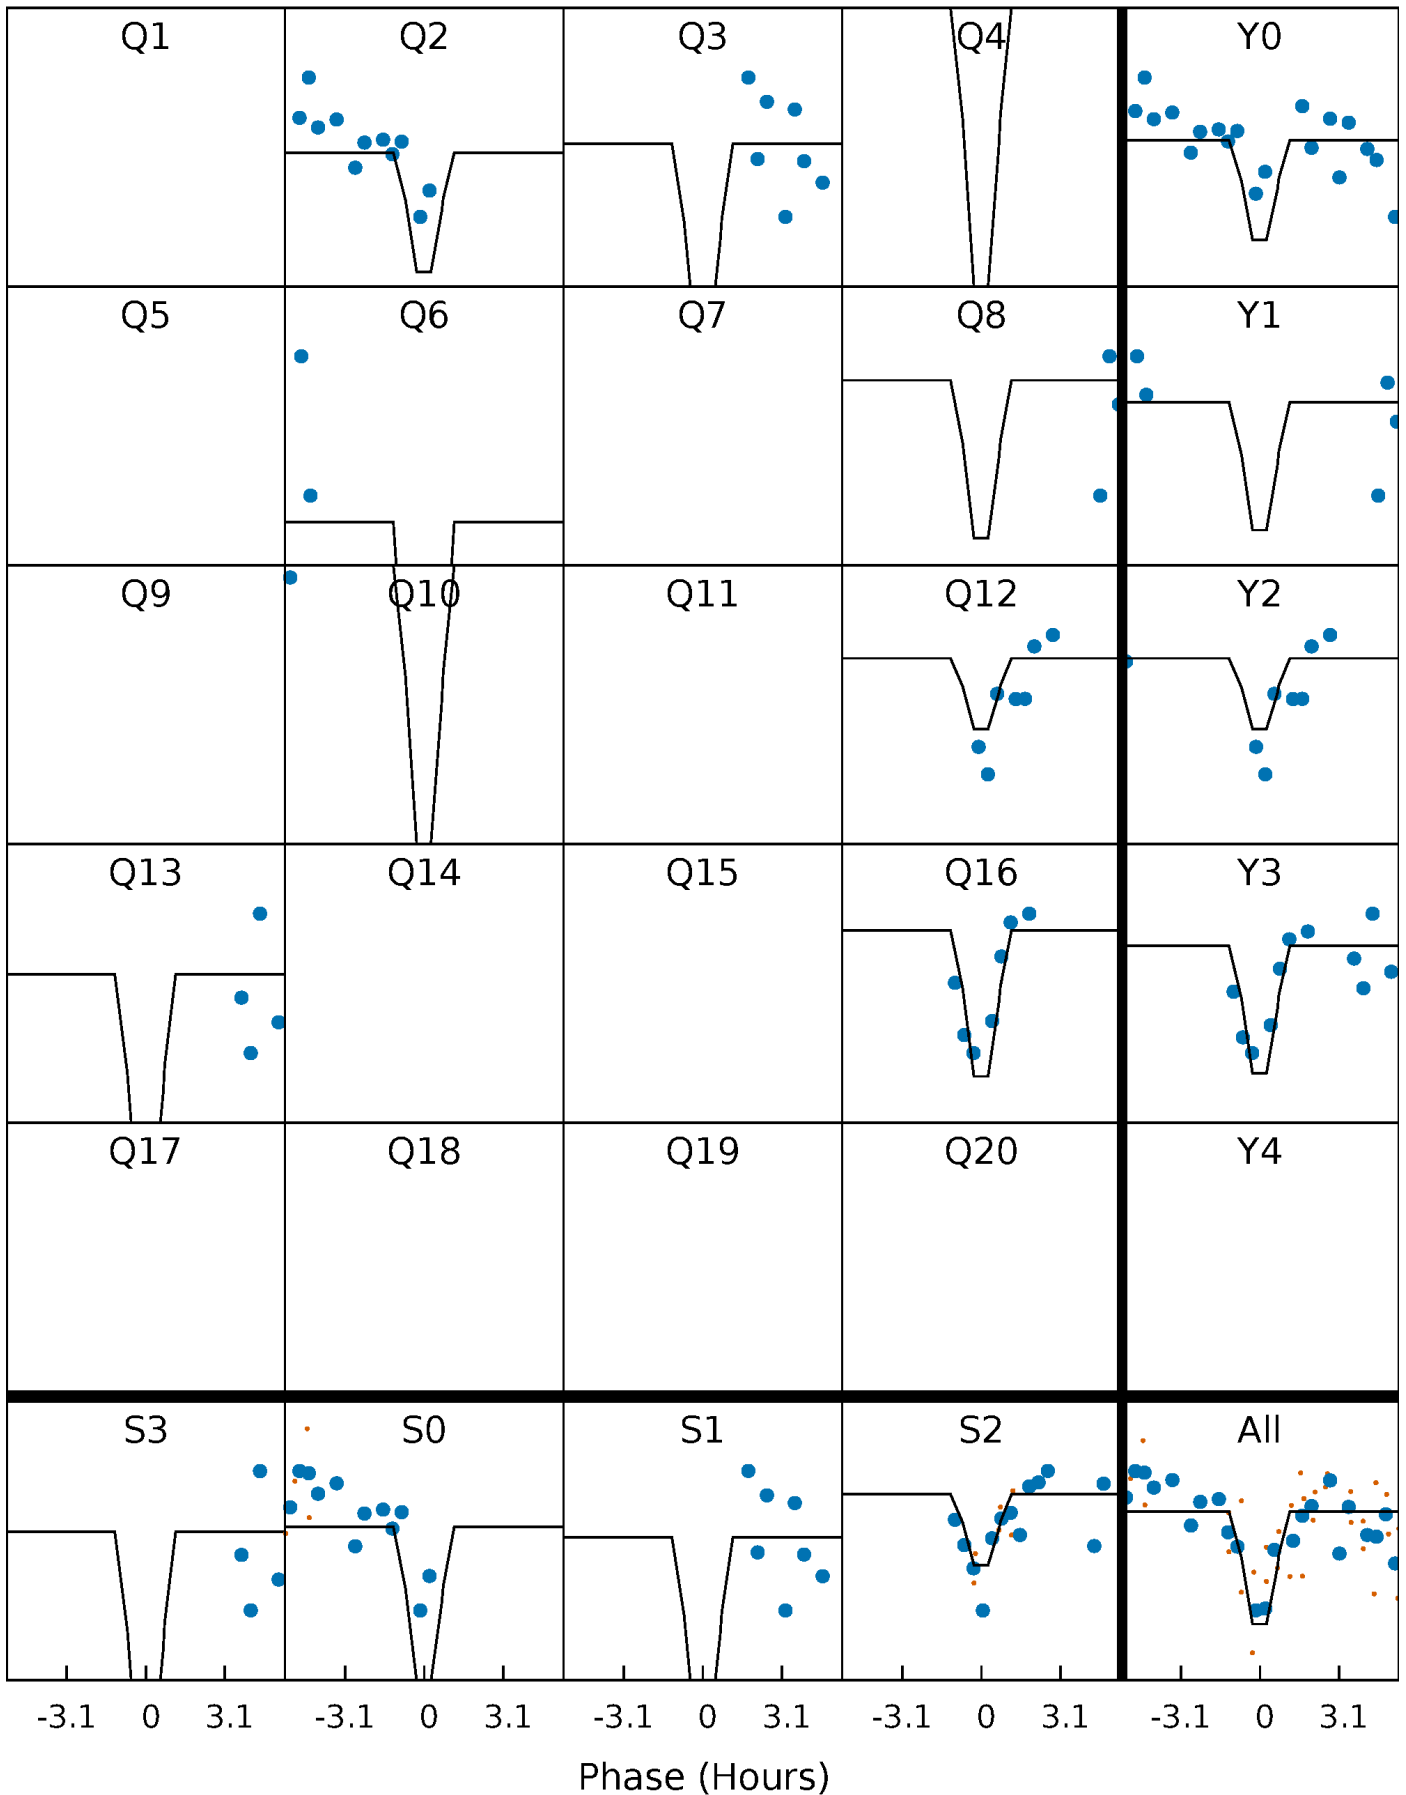 Q1 Q2 Q3 Q4 Y0
Q5 Q6 Q7 Q8 Y1
Q9 Q10 Q11 Q12 Y2
Q13 Q14 Q15 Q16 Y3
Q17 Q18 Q19 Q20 Y4
S3 S0 S1 S2 All
-3.1 0 3.1 -3.1 0 3.1 -3.1 0 3.1 -3.1 0 3.1 -3.1 0 3.1
Phase (Hours)